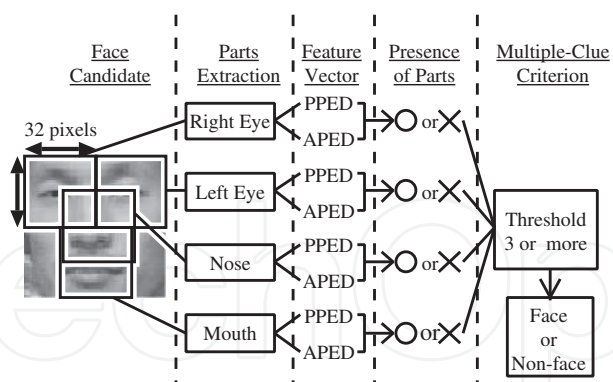 Face
Candidate
Parts
Extraction
Feature
Vector
Presence
of Parts
Multiple-Clue
Criterion
32 pixels
Right Eye
PPED
APED
or
Left Eye
PPED
APED
or
Nose
PPED
APED
or
Mouth
PPED
APED
or
Threshold
3 or more
Face
or
Non-face